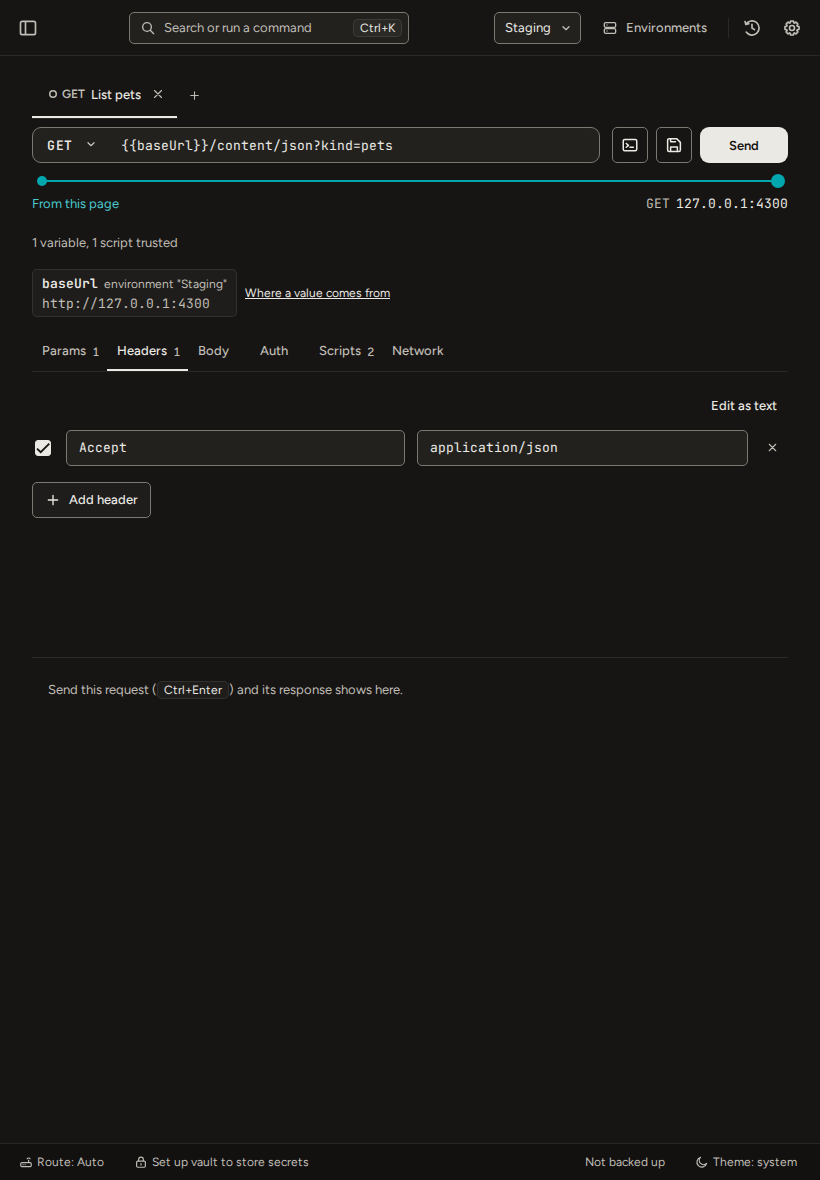 Search or run a command Ctrl+K Staging Environments
GET List pets
GET {{baseUrl}}/content/json?kind=pets Send
From this page GET 127.0.0.1:4300
1 variable, 1 script trusted
baseUrl environment "Staging"
http://127.0.0.1:4300
Where a value comes from
Params 1 Headers 1 Body Auth Scripts 2 Network
Edit as text
Accept application/json
Add header
Send this request (Ctrl+Enter) and its response shows here.
Route: Auto Set up vault to store secrets Not backed up Theme: system